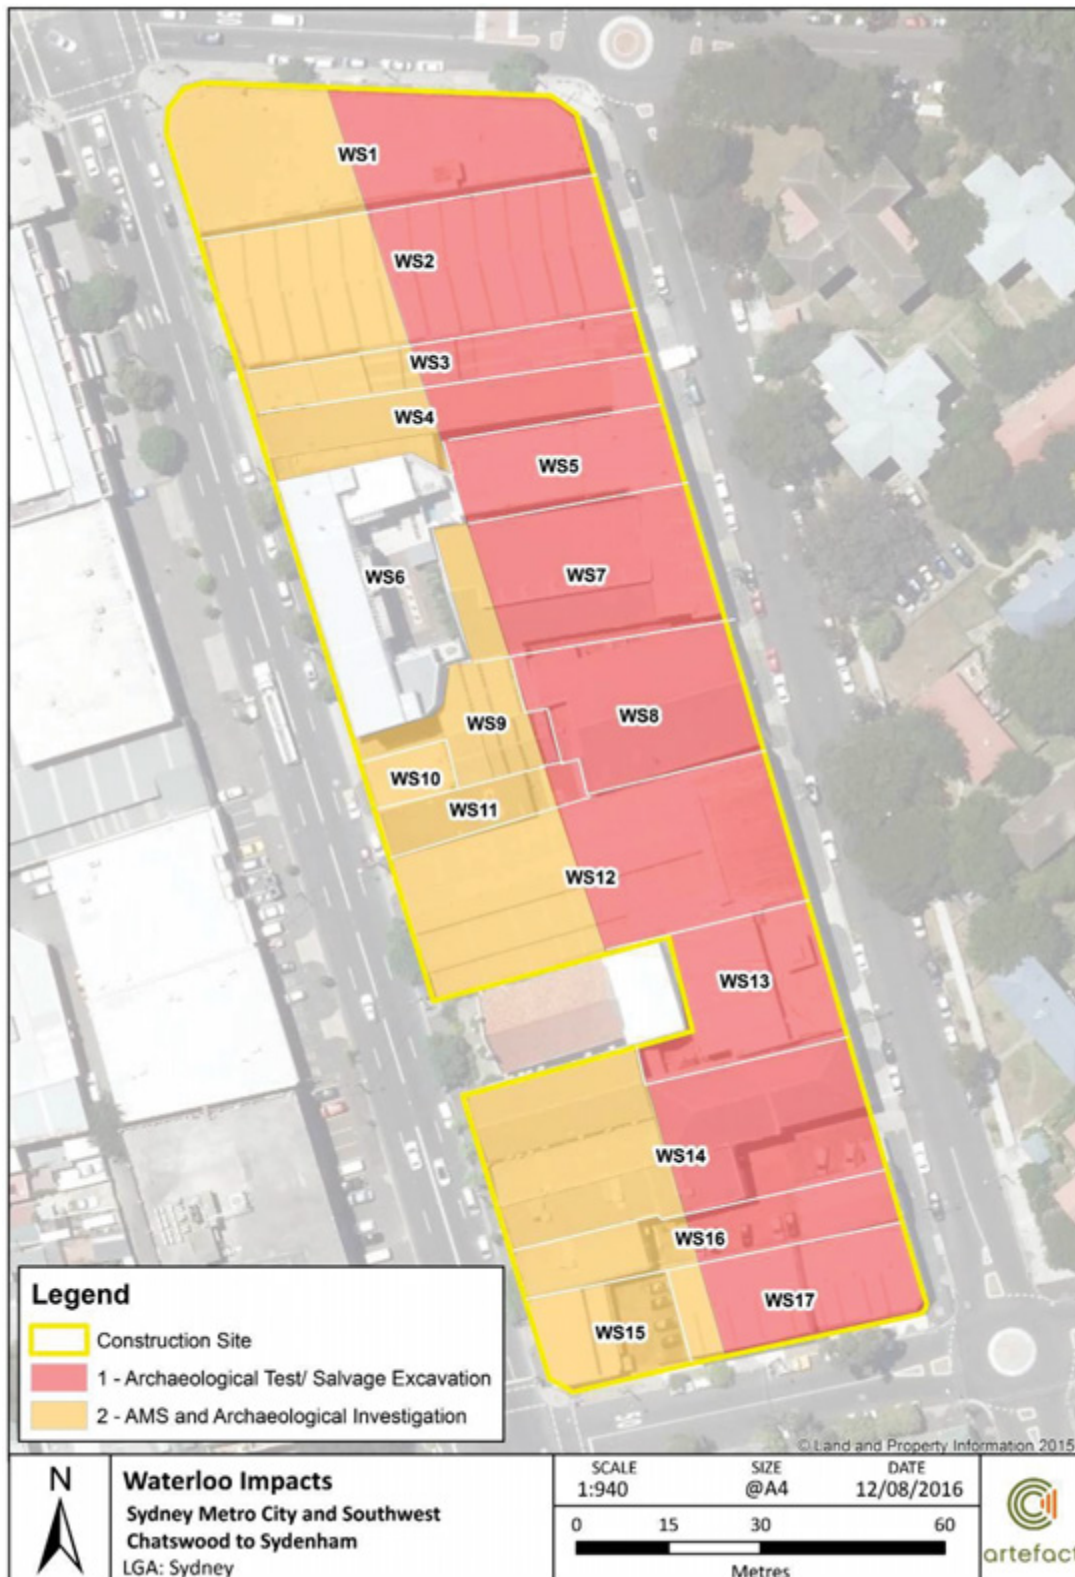 WS1
WS2
WS3
WS4
WS5
WS6
WS7
WS8
WS9
WS10
WS11
WS12
WS13
WS14
WS16
WS17
WS15
Legend
Construction Site
1 - Archaeological Test/ Salvage Excavation
2 - AMS and Archaeological Investigation
© Land and Property Information 2015
N
Waterloo Impacts
Sydney Metro City and Southwest
Chatswood to Sydenham
LGA: Sydney
SCALE
1:940
SIZE
@A4
DATE
12/08/2016
0 15 30 60
Metres
artefact